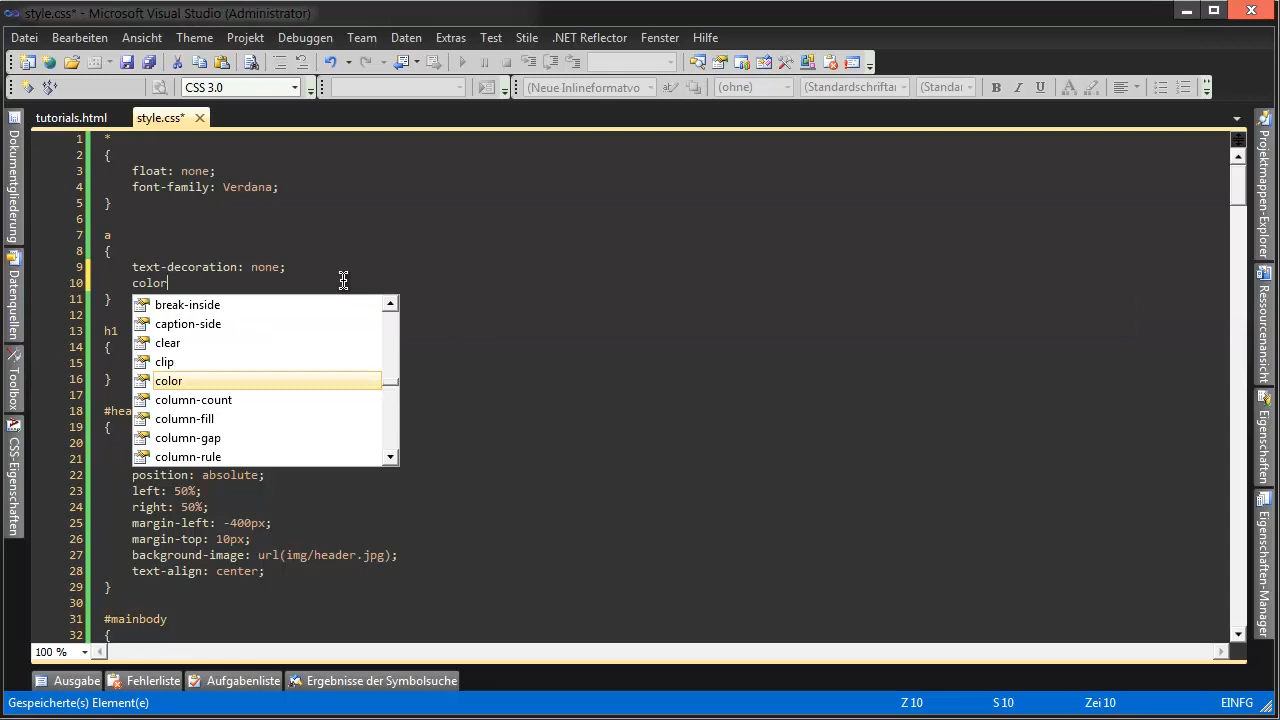 style.css* - Microsoft Visual Studio (Administrator)
Datei Bearbeiten Ansicht Theme Projekt Debuggen Team Daten Extras Test Stile .NET Reflector Fenster Hilfe
CSS 3.0 (Neue Inlineformatvo (ohne) (Standardschriftar (Standar B I U A
tutorials.html style.css*
1 *
2 {
3 float: none;
4 font-family: Verdana;
5 }
6
7 a
8 {
9 text-decoration: none;
10 color
11 }
12
13 h1
14 {
15
16 }
17
18 #hea
19 {
20
21
break-inside
caption-side
clear
clip
color
column-count
column-fill
column-gap
column-rule
22 position: absolute;
23 left: 50%;
24 right: 50%;
25 margin-left: -400px;
26 margin-top: 10px;
27 background-image: url(img/header.jpg);
28 text-align: center;
29 }
30
31 #mainbody
32 {
Dokumentgliederung
Datenquellen
Toolbox
CSS-Eigenschaften
Projektmappen-Explorer
Ressourcenansicht
Eigenschaften
Eigenschaften-Manager
100 %
Ausgabe Fehlerliste Aufgabenliste Ergebnisse der Symbolsuche
Gespeicherte(s) Element(e) Z 10 S 10 Zei 10 EINFG